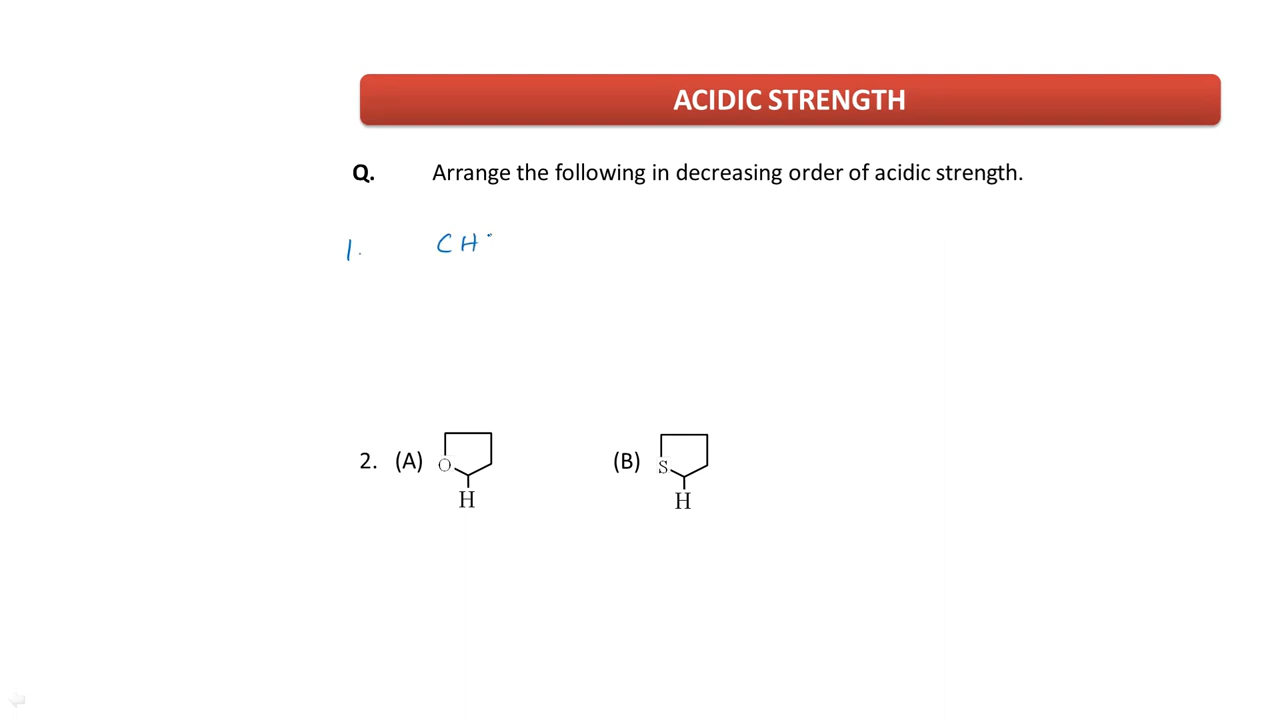 ACIDIC STRENGTH
Q. Arrange the following in decreasing order of acidic strength.
1. CH
2. (A) O H (B) S H